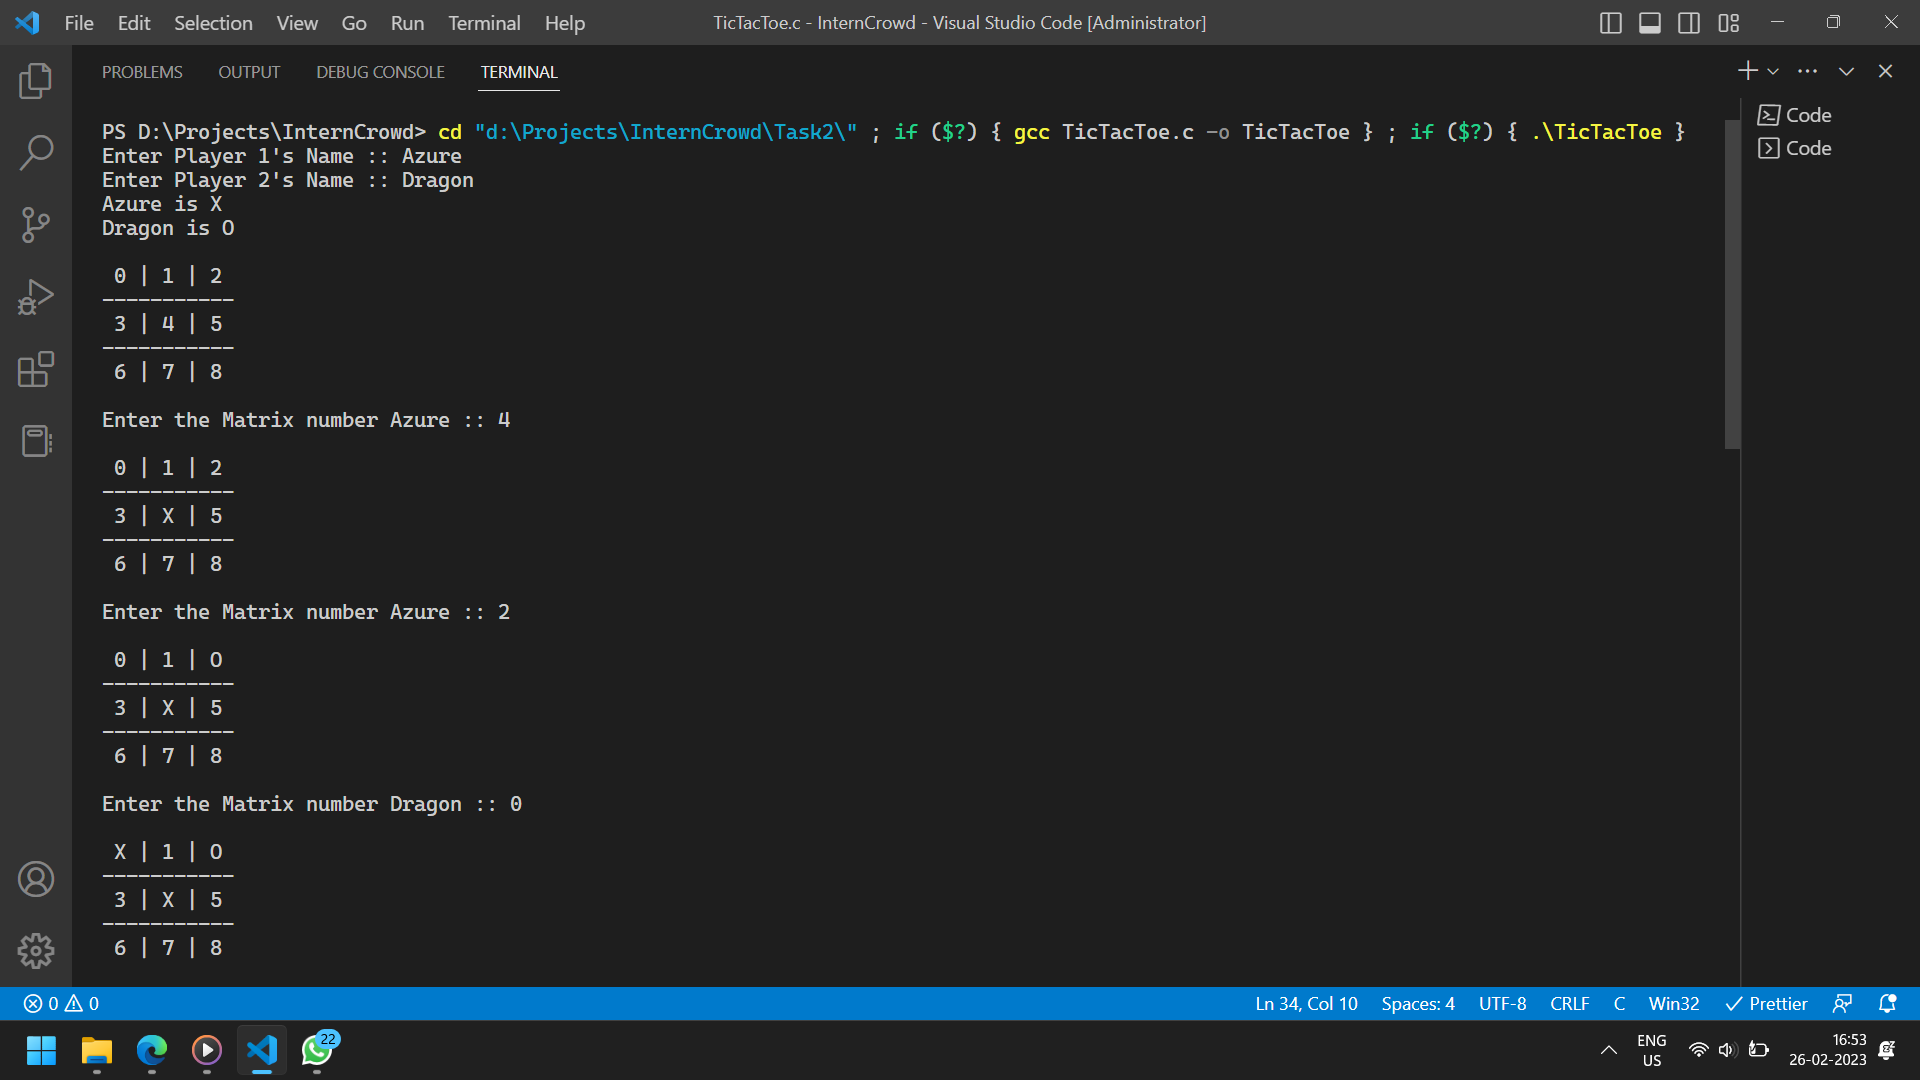 File Edit Selection View Go Run Terminal Help
TicTacToe.c - InternCrowd - Visual Studio Code [Administrator]
PROBLEMS OUTPUT DEBUG CONSOLE TERMINAL
Code
Code
PS D:\Projects\InternCrowd> cd "d:\Projects\InternCrowd\Task2\" ; if ($?) { gcc TicTacToe.c -o TicTacToe } ; if ($?) { .\TicTacToe }
Enter Player 1's Name :: Azure
Enter Player 2's Name :: Dragon
Azure is X
Dragon is O
0 | 1 | 2
-----------
3 | 4 | 5
-----------
6 | 7 | 8
Enter the Matrix number Azure :: 4
0 | 1 | 2
-----------
3 | X | 5
-----------
6 | 7 | 8
Enter the Matrix number Azure :: 2
0 | 1 | O
-----------
3 | X | 5
-----------
6 | 7 | 8
Enter the Matrix number Dragon :: 0
X | 1 | O
-----------
3 | X | 5
-----------
6 | 7 | 8
0 0
Ln 34, Col 10 Spaces: 4 UTF-8 CRLF C Win32 Prettier
22
ENG
US
16:53
26-02-2023